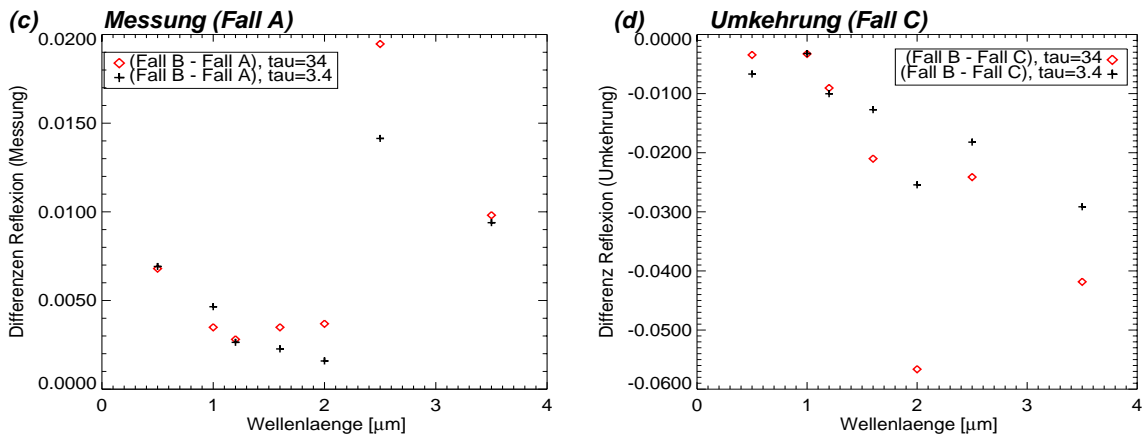 (c) Messung (Fall A)
0.0200
(Fall B - Fall A), tau=34
(Fall B - Fall A), tau=3.4
0.0150
0.0100
0.0050
0.0000
Differenzen Reflexion (Messung)
0 1 2 3 4
Wellenlaenge [μm]
(d) Umkehrung (Fall C)
0.0000
(Fall B - Fall C), tau=34
(Fall B - Fall C), tau=3.4
-0.0100
-0.0200
-0.0300
-0.0400
-0.0500
-0.0600
Differenz Reflexion (Umkehrung)
0 1 2 3 4
Wellenlaenge [μm]